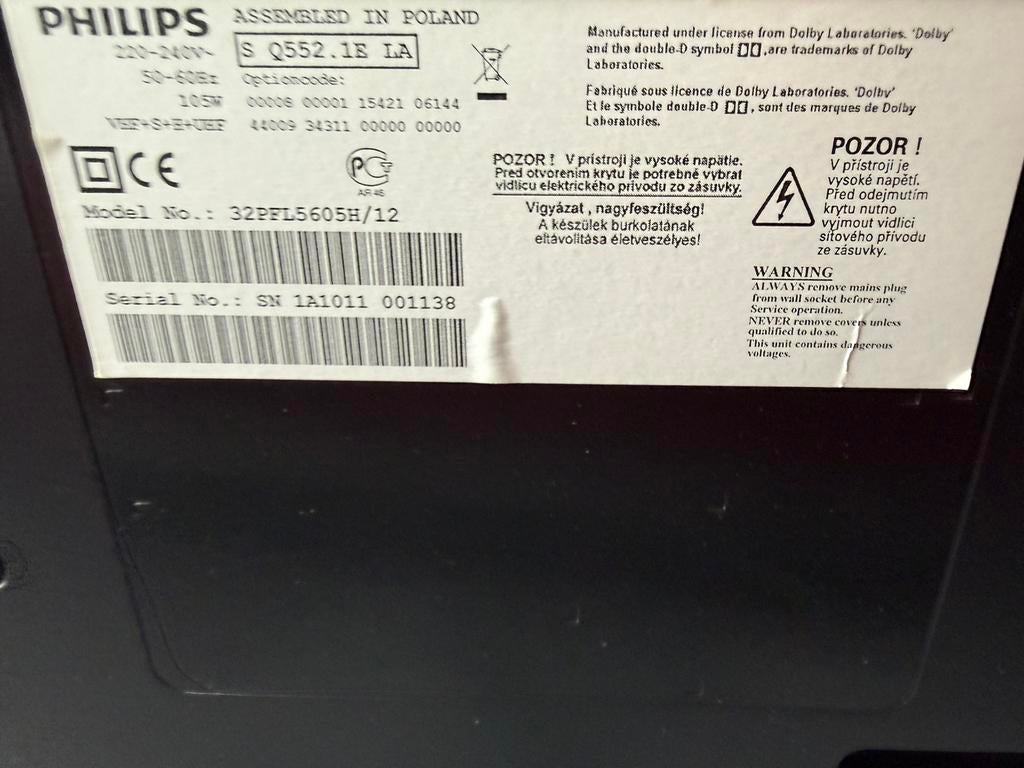 PHILIPS
ASSEMBLED IN POLAND
220-240V~
S Q552.1E LA
50-60Hz
Optioncode:
105W
00008 00001 15421 06144
VHF+S+H+UHF
44009 34311 00000 00000
CE
РСТ
АЯ 46
Model No.: 32PFL5605H/12
Serial No.: SN 1A1011 001138
Manufactured under license from Dolby Laboratories. 'Dolby'
and the double-D symbol ,are trademarks of Dolby
Laboratories.
Fabriqué sous licence de Dolby Laboratories. 'Dolby'
Et le symbole double-D , sont des marques de Dolby
Laboratories.
POZOR ! V prístroji je vysoké napätie.
Pred otvorením krytu je potrebné vybrat
vidlicu elektrického prívodu zo zásuvky.
Vigyázat , nagyfeszültség!
A készülek burkolatának
eltávolitása életveszélyes!
POZOR !
V přístroji je
vysoké napětí.
Před odejmutím
krytu nutno
vyjmout vidlici
síťového přívodu
ze zásuvky.
WARNING
ALWAYS remove mains plug
from wall socket before any
Service operation.
NEVER remove covers unless
qualified to do so.
This unit contains dangerous
voltages.